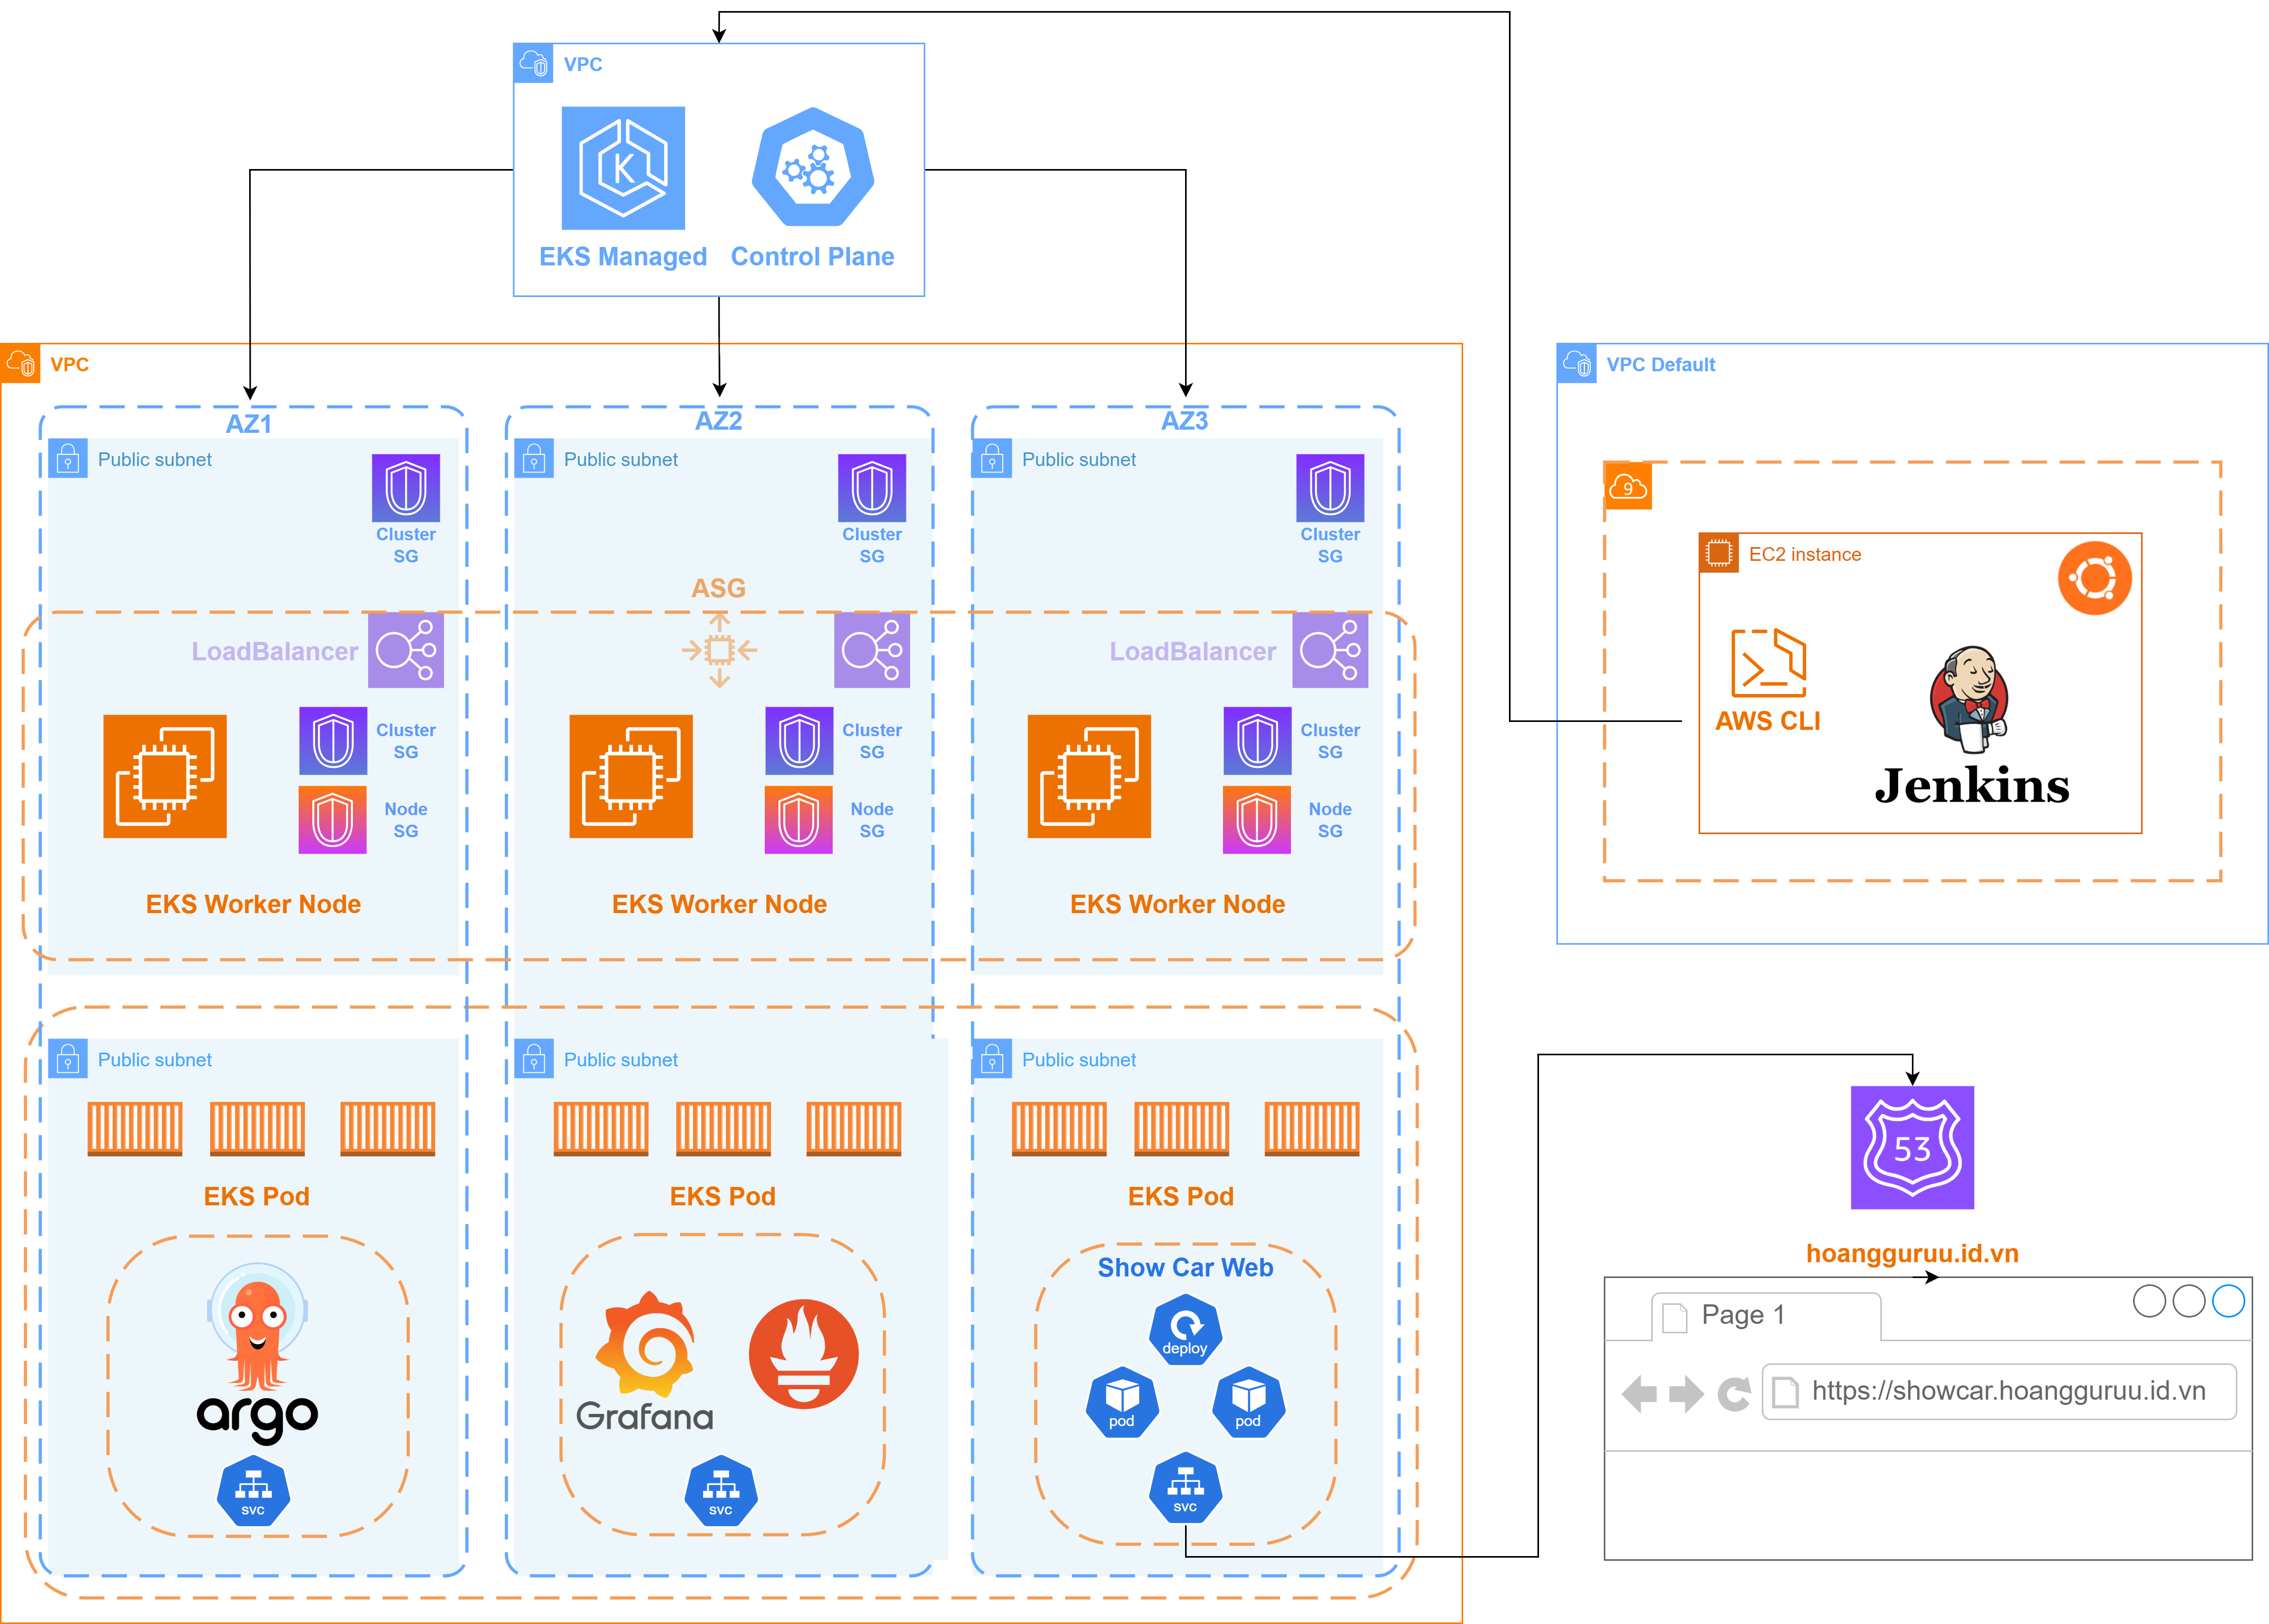 VPC
K
EKS Managed
Control Plane
VPC
AZ1
Public subnet
Cluster
SG
LoadBalancer
Cluster
SG
Node
SG
EKS Worker Node
AZ2
Public subnet
Cluster
SG
ASG
Cluster
SG
Node
SG
EKS Worker Node
AZ3
Public subnet
Cluster
SG
LoadBalancer
Cluster
SG
Node
SG
EKS Worker Node
Public subnet
EKS Pod
argo
svc
Public subnet
EKS Pod
Grafana
svc
Public subnet
EKS Pod
Show Car Web
deploy
pod
pod
svc
VPC Default
9
EC2 instance
AWS CLI
Jenkins
53
hoangguruu.id.vn
Page 1
https://showcar.hoangguruu.id.vn